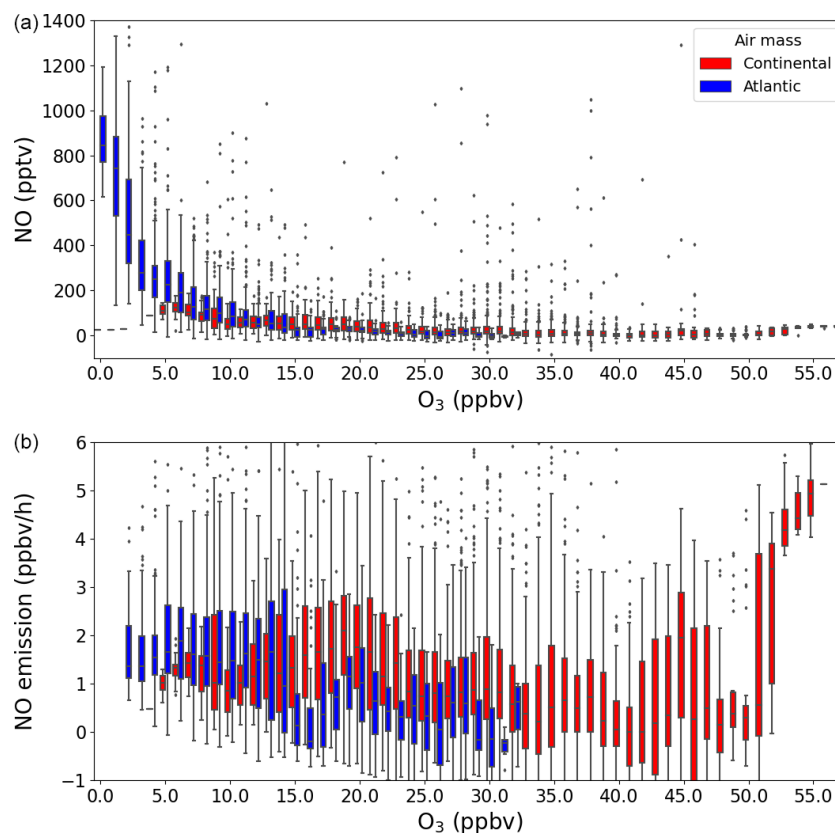 (a)
1400
1200
1000
800
600
400
200
0
NO (pptv)
Air mass
Continental
Atlantic
0.0 5.0 10.0 15.0 20.0 25.0 30.0 35.0 40.0 45.0 50.0 55.0
O₃ (ppbv)
(b)
6
5
4
3
2
1
0
−1
NO emission (ppbv/h)
0.0 5.0 10.0 15.0 20.0 25.0 30.0 35.0 40.0 45.0 50.0 55.0
O₃ (ppbv)